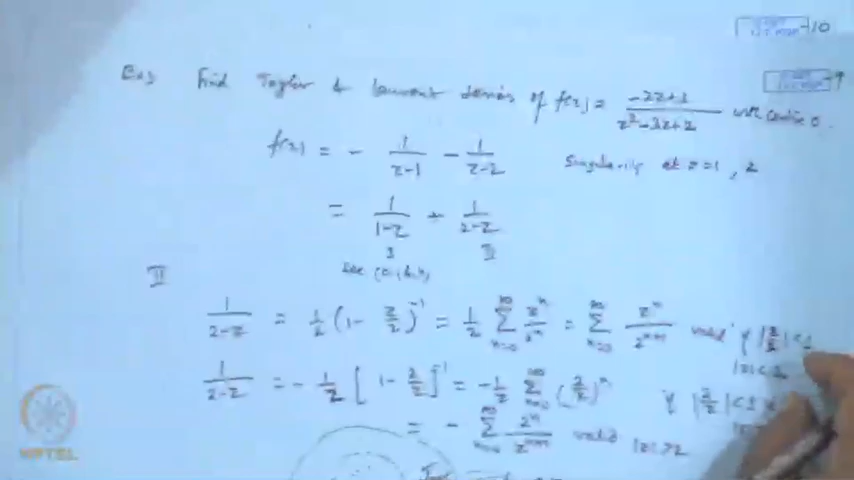 -10
Ex) Find Taylor & Laurent series of f(z) = (-2z+3)/(z²-3z+2) with centre 0.
f(z) = - 1/(z-1) - 1/(z-2) Singularity at z=1, 2
= 1/(1-z) + 1/(2-z)
I II
II
1/(2-z) = 1/2 (1 - z/2)^-1 = 1/2 Σ_{n=0}^∞ z^n/2^n = Σ_{n=0}^∞ z^n/2^{n+1} valid if |z/2|<1
|z|<2
1/(2-z) = - 1/z [1 - 2/z]^-1 = - 1/z Σ_{n=0}^∞ (2/z)^n if |2/z|<1
= - Σ_{n=0}^∞ 2^n/z^{n+1} valid |z|>2
NPTEL